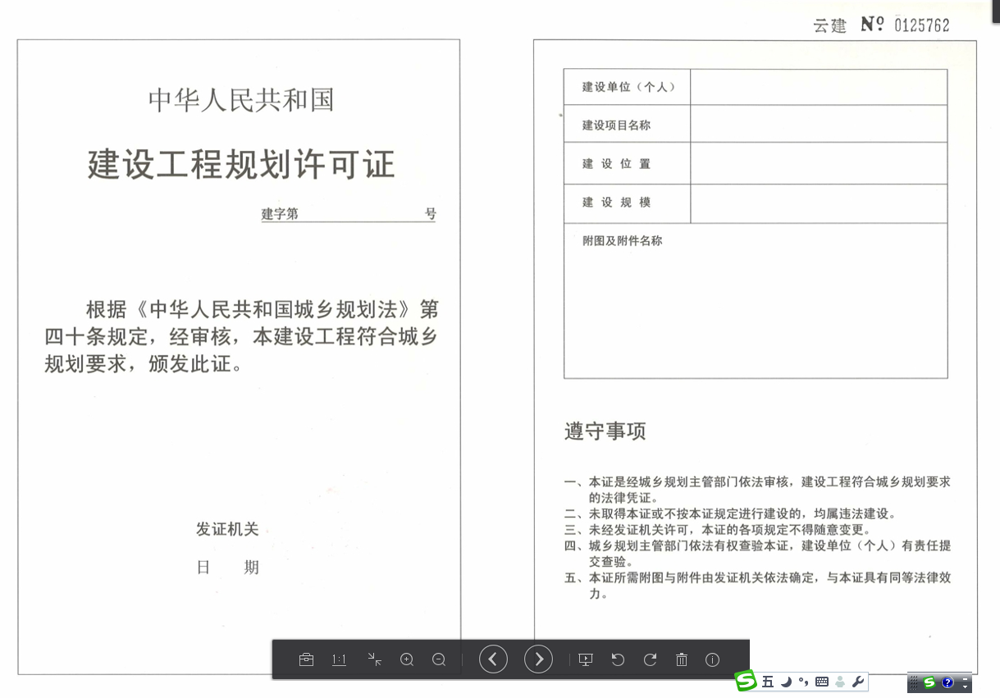 云建 Nº 0125762
中华人民共和国
建设工程规划许可证
建字第 号
根据《中华人民共和国城乡规划法》第
四十条规定，经审核，本建设工程符合城乡
规划要求，颁发此证。
发证机关
日 期
建设单位（个人）
建设项目名称
建 设 位 置
建 设 规 模
附图及附件名称
遵守事项
一、本证是经城乡规划主管部门依法审核，建设工程符合城乡规划要求
的法律凭证。
二、未取得本证或不按本证规定进行建设的，均属违法建设。
三、未经发证机关许可，本证的各项规定不得随意变更。
四、城乡规划主管部门依法有权查验本证，建设单位（个人）有责任提
交查验。
五、本证所需附图与附件由发证机关依法确定，与本证具有同等法律效
力。
1:1
五